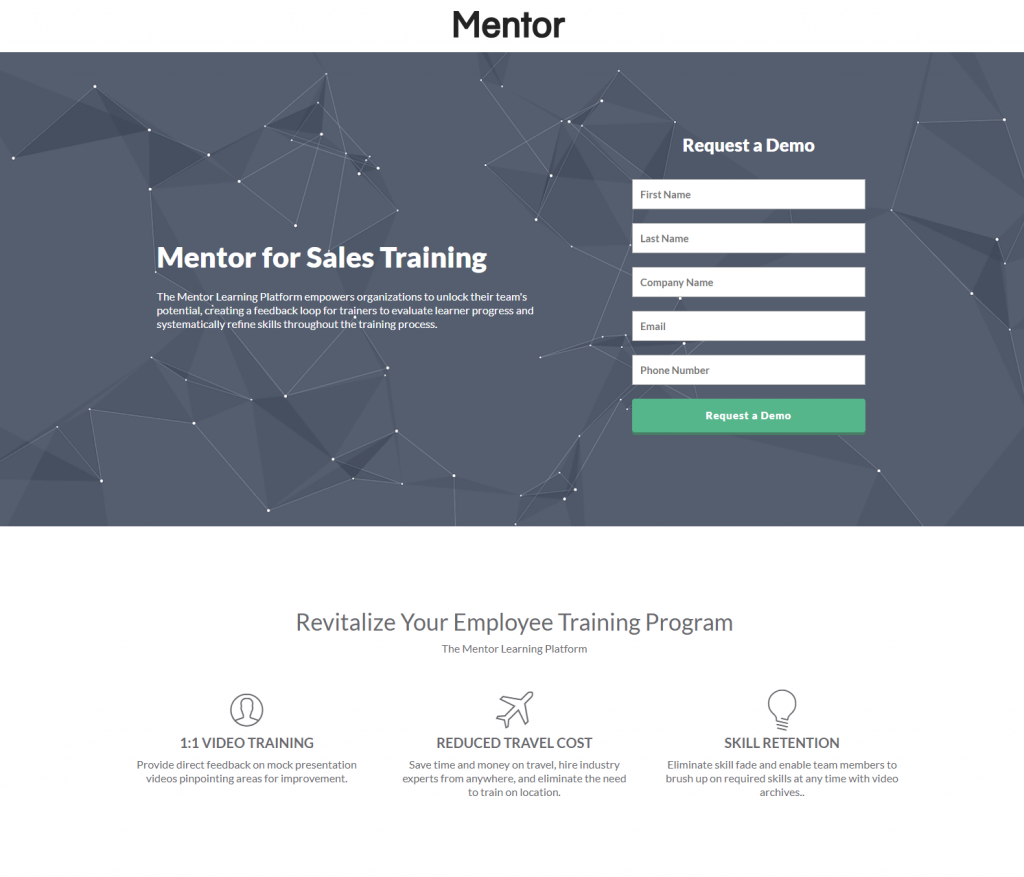 Mentor
Mentor for Sales Training
The Mentor Learning Platform empowers organizations to unlock their team's
potential, creating a feedback loop for trainers to evaluate learner progress and
systematically refine skills throughout the training process.
Request a Demo
First Name
Last Name
Company Name
Email
Phone Number
Request a Demo
Revitalize Your Employee Training Program
The Mentor Learning Platform
1:1 VIDEO TRAINING
Provide direct feedback on mock presentation
videos pinpointing areas for improvement.
REDUCED TRAVEL COST
Save time and money on travel, hire industry
experts from anywhere, and eliminate the need
to train on location.
SKILL RETENTION
Eliminate skill fade and enable team members to
brush up on required skills at any time with video
archives..